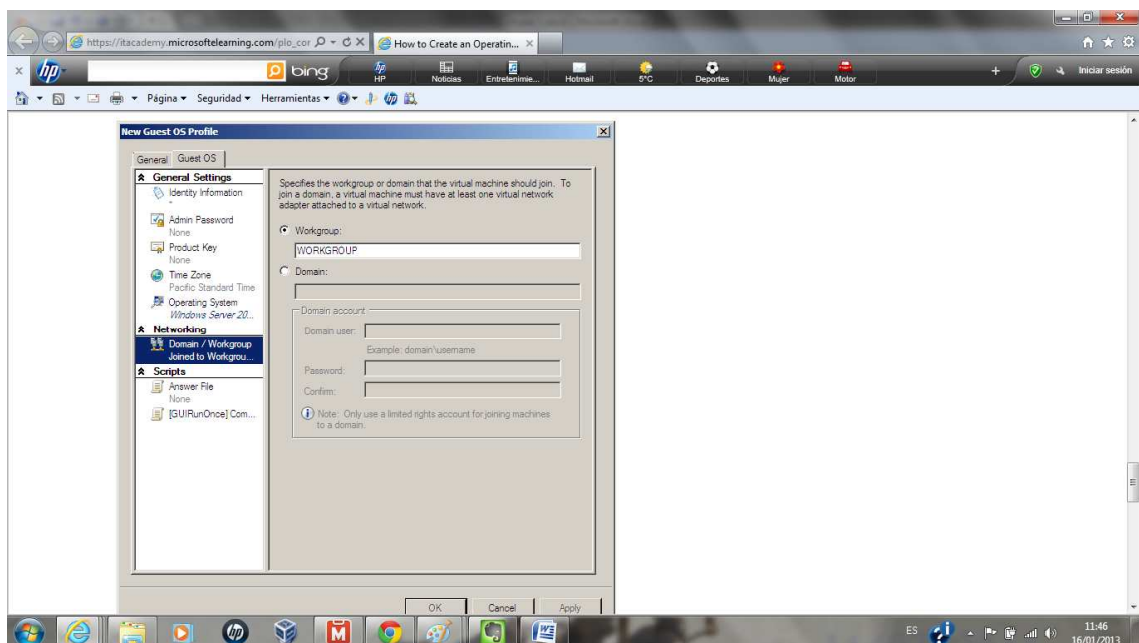 https://itacademy.microsoftelearning.com/plo_cor
How to Create an Operatin...
hp
bing
HP
Noticias
Entretenimie...
Hotmail
5°C
Deportes
Mujer
Motor
Iniciar sesión
Página
Seguridad
Herramientas
New Guest OS Profile
General
Guest OS
General Settings
Identity Information
*
Admin Password
None
Product Key
None
Time Zone
Pacific Standard Time
Operating System
Windows Server 20...
Networking
Domain / Workgroup
Joined to Workgrou...
Scripts
Answer File
None
[GUIRunOnce] Com...
Specifies the workgroup or domain that the virtual machine should join. To
join a domain, a virtual machine must have at least one virtual network
adapter attached to a virtual network.
Workgroup:
WORKGROUP
Domain:
Domain account
Domain user:
Example: domain\username
Password:
Confirm:
Note: Only use a limited rights account for joining machines
to a domain.
OK
Cancel
Apply
ES
11:46
16/01/2013